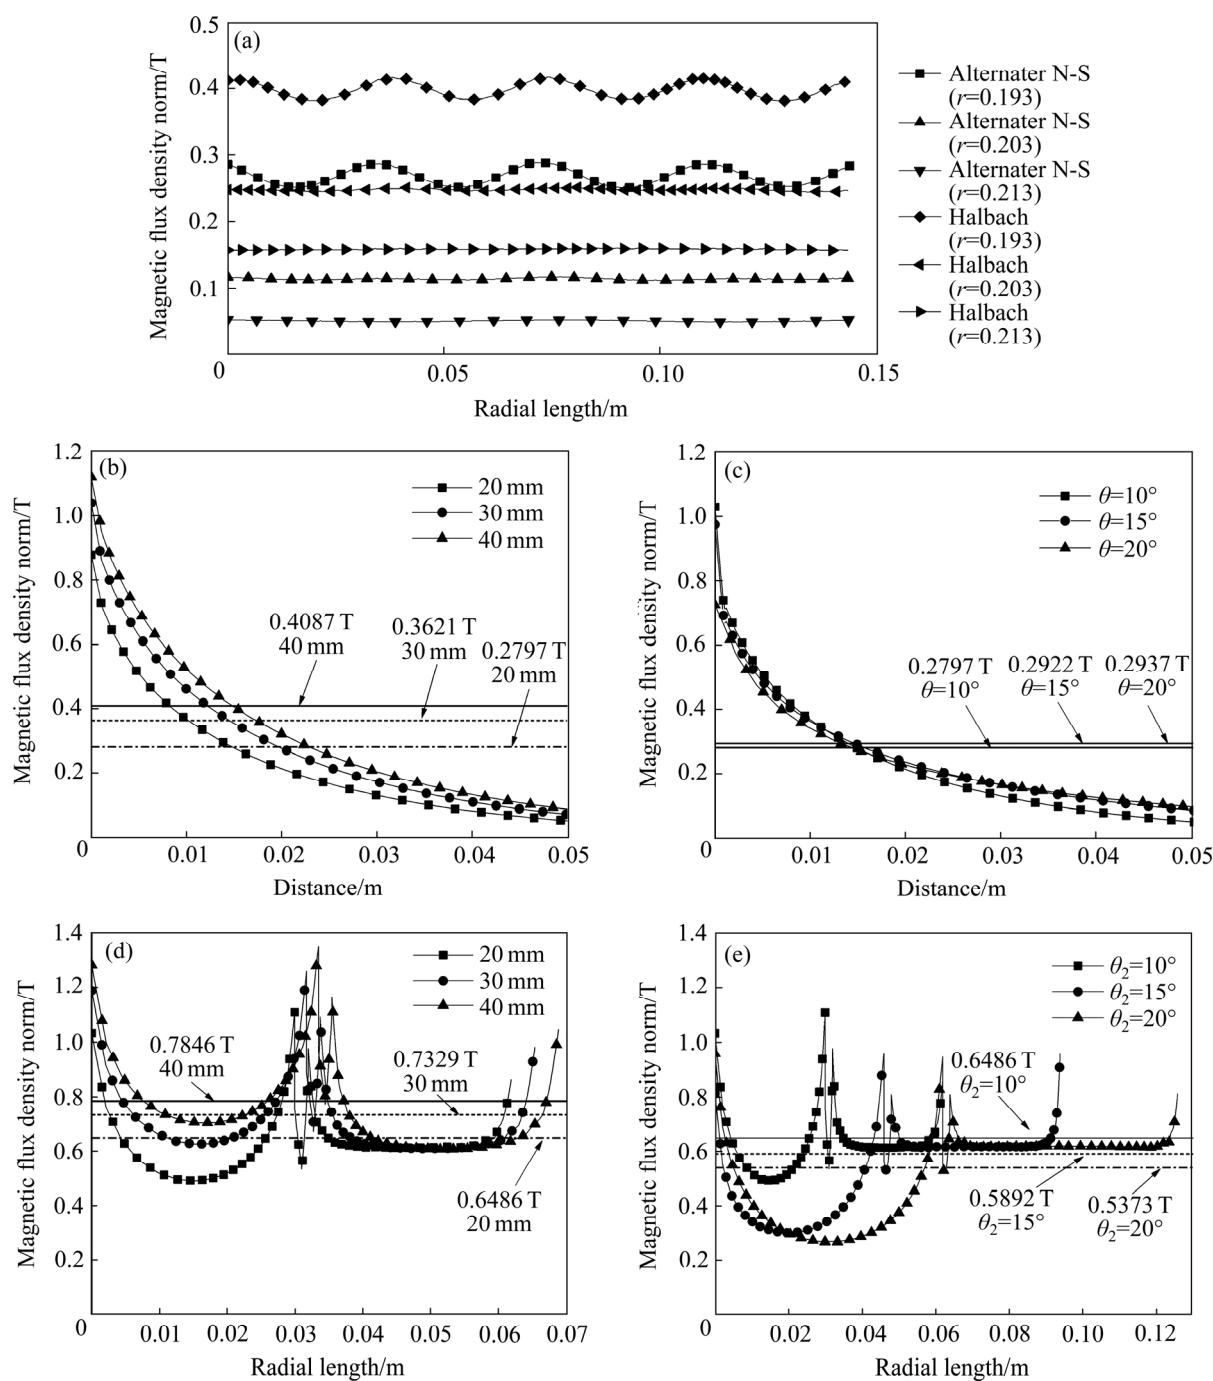 (a)
0.5
0.4
0.3
0.2
0.1
0
0.05
0.10
0.15
Magnetic flux density norm/T
Radial length/m
Alternater N-S
(r=0.193)
Alternater N-S
(r=0.203)
Alternater N-S
(r=0.213)
Halbach
(r=0.193)
Halbach
(r=0.203)
Halbach
(r=0.213)
(b)
1.2
1.0
0.8
0.6
0.4
0.2
0
0.01
0.02
0.03
0.04
0.05
Magnetic flux density norm/T
Distance/m
20 mm
30 mm
40 mm
0.4087 T
40 mm
0.3621 T
30 mm
0.2797 T
20 mm
(c)
1.2
1.0
0.8
0.6
0.4
0.2
0
0.01
0.02
0.03
0.04
0.05
Magnetic flux density norm/T
Distance/m
θ=10°
θ=15°
θ=20°
0.2797 T
θ=10°
0.2922 T
θ=15°
0.2937 T
θ=20°
(d)
1.4
1.2
1.0
0.8
0.6
0.4
0.2
0
0.01
0.02
0.03
0.04
0.05
0.06
0.07
Magnetic flux density norm/T
Radial length/m
20 mm
30 mm
40 mm
0.7846 T
40 mm
0.7329 T
30 mm
0.6486 T
20 mm
(e)
1.4
1.2
1.0
0.8
0.6
0.4
0.2
0
0.02
0.04
0.06
0.08
0.10
0.12
Magnetic flux density norm/T
Radial length/m
θ₂=10°
θ₂=15°
θ₂=20°
0.6486 T
θ₂=10°
0.5892 T
θ₂=15°
0.5373 T
θ₂=20°